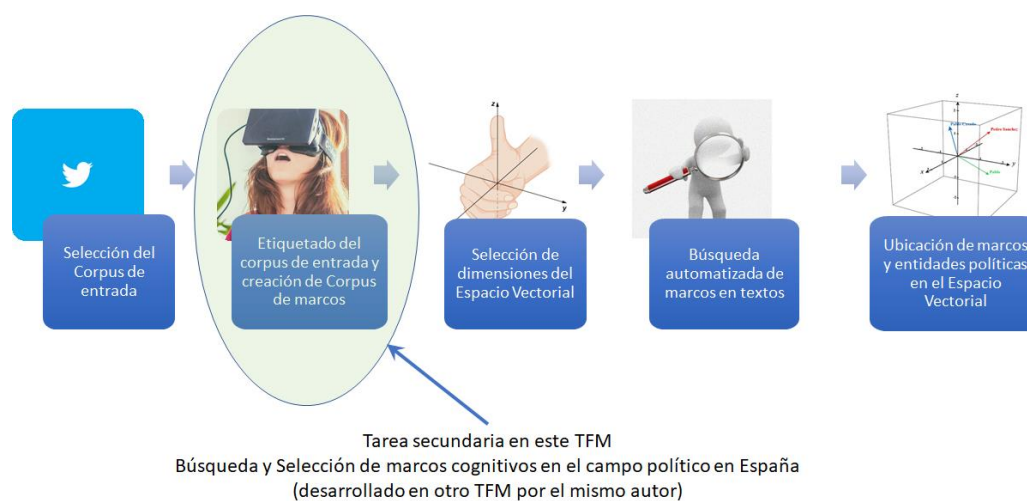 Selección del
Corpus de
entrada
Etiquetado del
corpus de entrada y
creación de Corpus
de marcos
z
y
Selección de
dimensiones del
Espacio Vectorial
Búsqueda
automatizada de
marcos en textos
z
Pedro Sánchez
x
y
Ubicación de marcos
y entidades políticas
en el Espacio
Vectorial
Tarea secundaria en este TFM
Búsqueda y Selección de marcos cognitivos en el campo político en España
(desarrollado en otro TFM por el mismo autor)